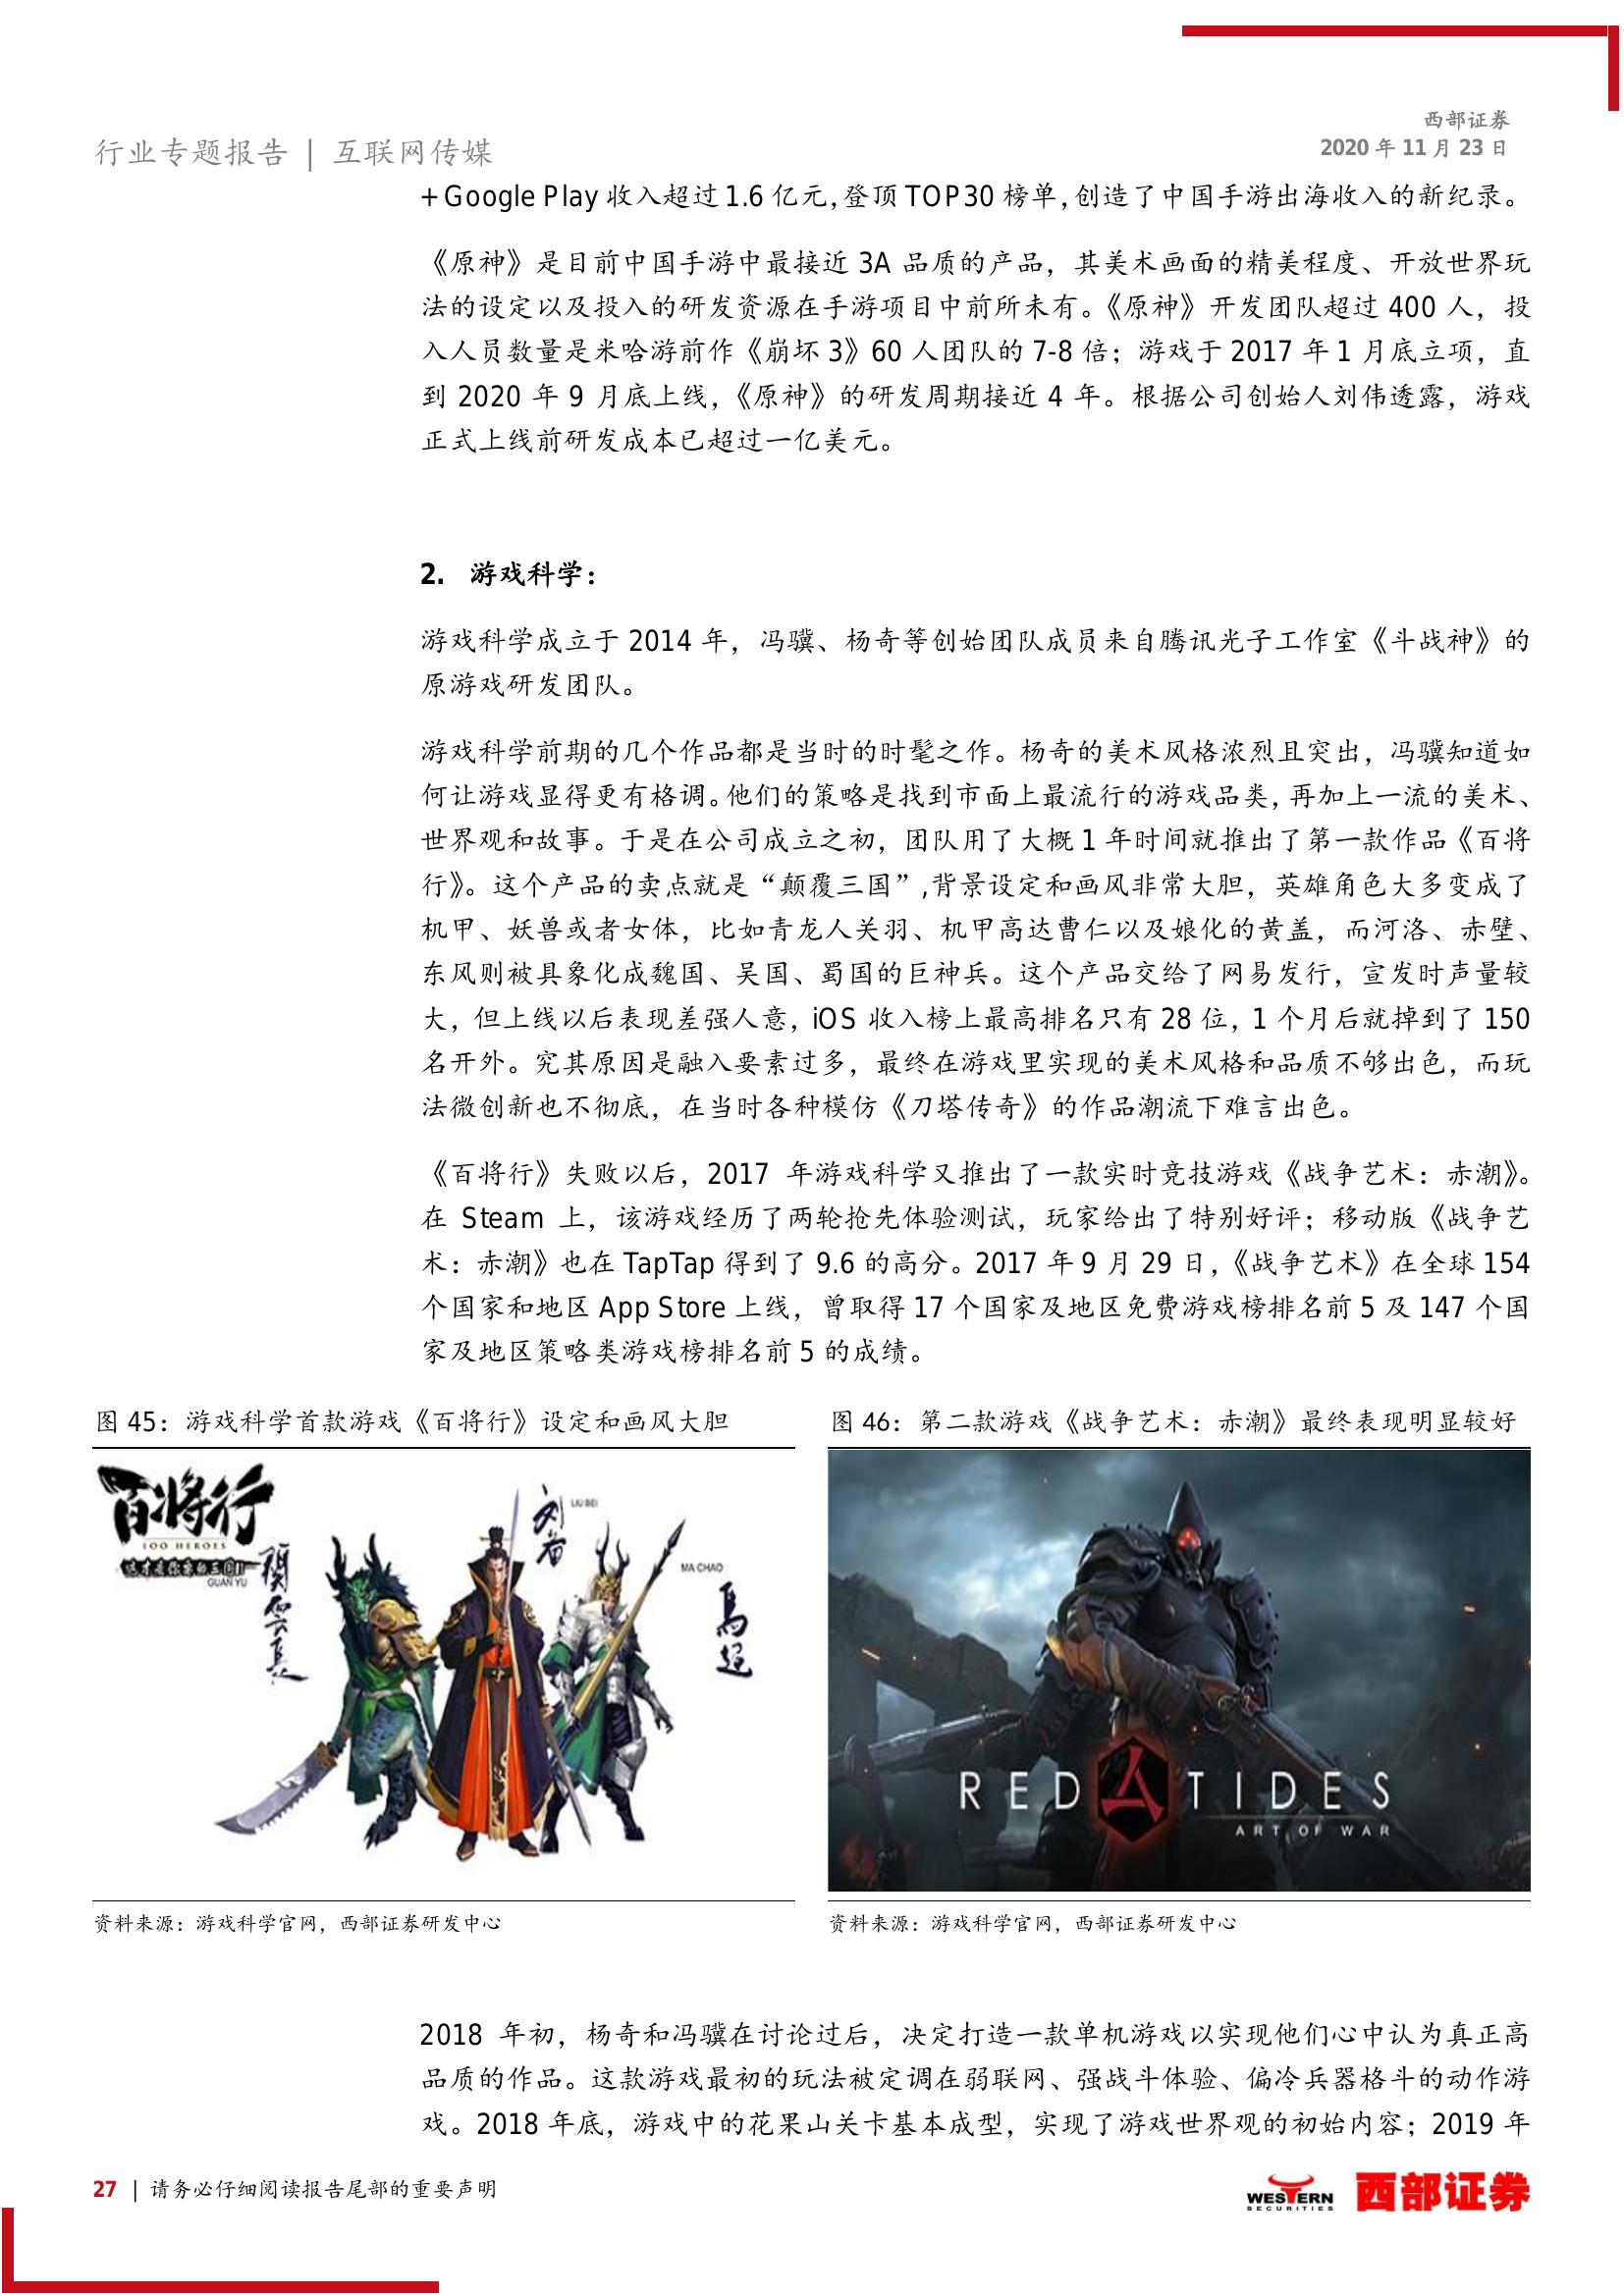 西部证券
行业专题报告 | 互联网传媒
2020 年 11 月 23 日
+ Google Play 收入超过 1.6 亿元，登顶 TOP30 榜单，创造了中国手游出海收入的新纪录。
《原神》是目前中国手游中最接近 3A 品质的产品，其美术画面的精美程度、开放世界玩
法的设定以及投入的研发资源在手游项目中前所未有。《原神》开发团队超过 400 人，投
入人员数量是米哈游前作《崩坏 3》60 人团队的 7-8 倍；游戏于 2017 年 1 月底立项，直
到 2020 年 9 月底上线，《原神》的研发周期接近 4 年。根据公司创始人刘伟透露，游戏
正式上线前研发成本已超过一亿美元。
2. 游戏科学：
游戏科学成立于 2014 年，冯骥、杨奇等创始团队成员来自腾讯光子工作室《斗战神》的
原游戏研发团队。
游戏科学前期的几个作品都是当时的时髦之作。杨奇的美术风格浓烈且突出，冯骥知道如
何让游戏显得更有格调。他们的策略是找到市面上最流行的游戏品类，再加上一流的美术、
世界观和故事。于是在公司成立之初，团队用了大概 1 年时间就推出了第一款作品《百将
行》。这个产品的卖点就是“颠覆三国”,背景设定和画风非常大胆，英雄角色大多变成了
机甲、妖兽或者女体，比如青龙人关羽、机甲高达曹仁以及娘化的黄盖，而河洛、赤壁、
东风则被具象化成魏国、吴国、蜀国的巨神兵。这个产品交给了网易发行，宣发时声量较
大，但上线以后表现差强人意，iOS 收入榜上最高排名只有 28 位，1 个月后就掉到了 150
名开外。究其原因是融入要素过多，最终在游戏里实现的美术风格和品质不够出色，而玩
法微创新也不彻底，在当时各种模仿《刀塔传奇》的作品潮流下难言出色。
《百将行》失败以后，2017 年游戏科学又推出了一款实时竞技游戏《战争艺术：赤潮》。
在 Steam 上，该游戏经历了两轮抢先体验测试，玩家给出了特别好评；移动版《战争艺
术：赤潮》也在 TapTap 得到了 9.6 的高分。2017 年 9 月 29 日，《战争艺术》在全球 154
个国家和地区 App Store 上线，曾取得 17 个国家及地区免费游戏榜排名前 5 及 147 个国
家及地区策略类游戏榜排名前 5 的成绩。
图 45：游戏科学首款游戏《百将行》设定和画风大胆
图 46：第二款游戏《战争艺术：赤潮》最终表现明显较好
百将行
100 HEROES
GUAN YU
關雲長
刘备
LIU BEI
MA CHAO
馬超
RED TIDES
ART OF WAR
资料来源：游戏科学官网，西部证券研发中心
资料来源：游戏科学官网，西部证券研发中心
2018 年初，杨奇和冯骥在讨论过后，决定打造一款单机游戏以实现他们心中认为真正高
品质的作品。这款游戏最初的玩法被定调在弱联网、强战斗体验、偏冷兵器格斗的动作游
戏。2018 年底，游戏中的花果山关卡基本成型，实现了游戏世界观的初始内容；2019 年
27 | 请务必仔细阅读报告尾部的重要声明
WESTERN
SECURITIES
西部证券